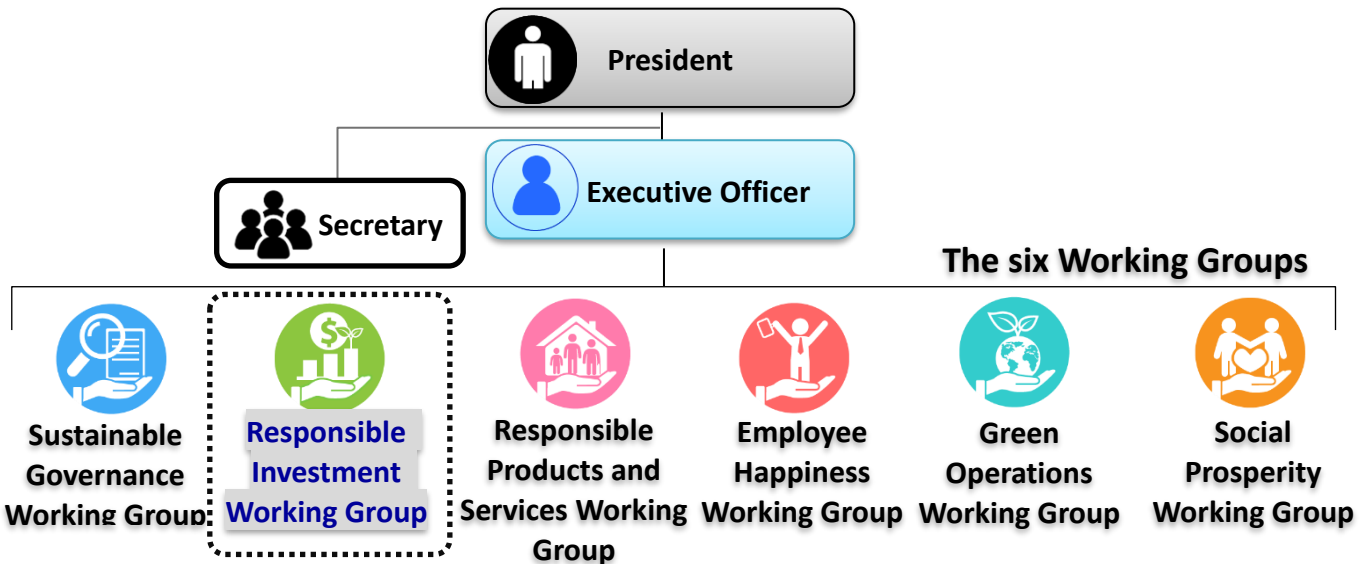 President
Executive Officer
Secretary
The six Working Groups
Sustainable
Governance
Working Group
Responsible
Investment
Working Group
Responsible
Products and
Services Working
Group
Employee
Happiness
Working Group
Green
Operations
Working Group
Social
Prosperity
Working Group